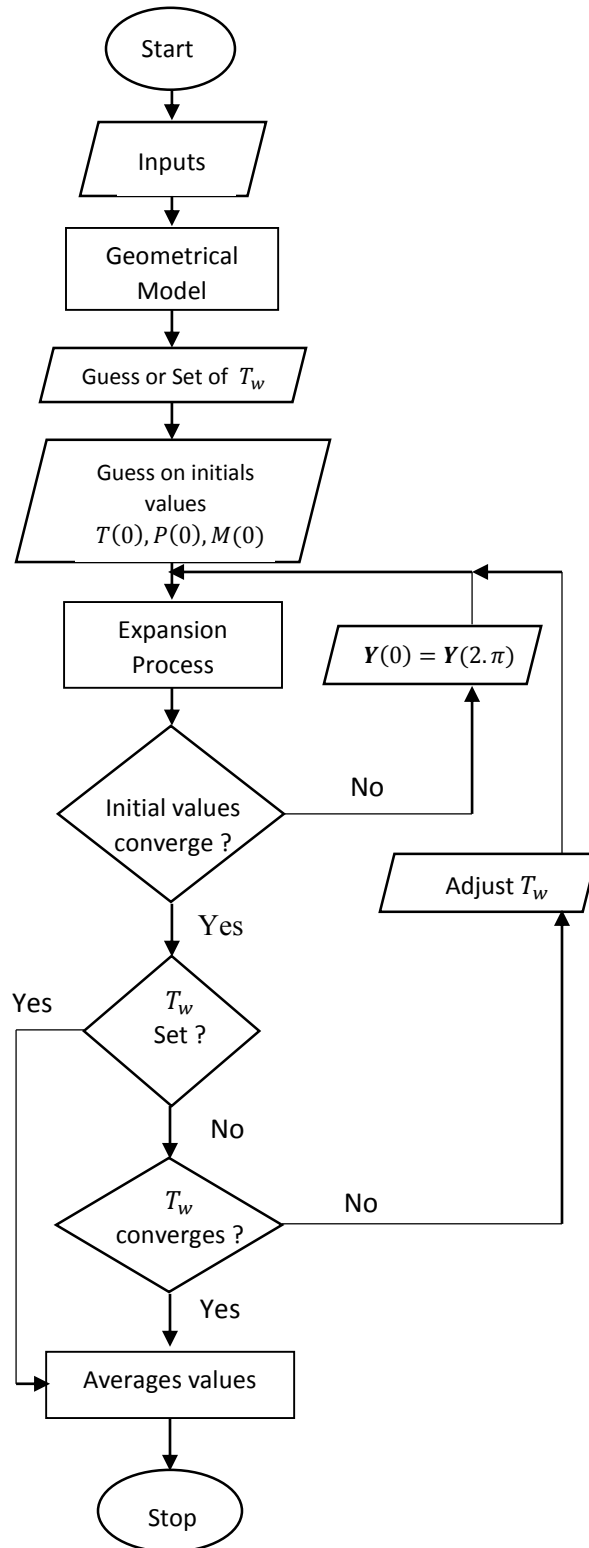 Start
Inputs
Geometrical
Model
Guess or Set of T_w
Guess on initials
values
T(0), P(0), M(0)
Expansion
Process
Y(0) = Y(2.π)
No
Initial values
converge ?
Adjust T_w
Yes
Yes
T_w
Set ?
No
T_w
converges ?
No
Yes
Averages values
Stop